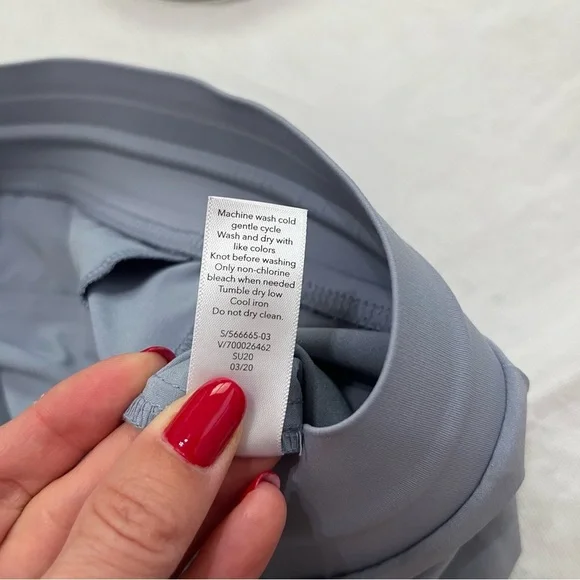 Machine wash cold
gentle cycle
Wash and dry with
like colors
Knot before washing
Only non-chlorine
bleach when needed
Tumble dry low
Cool iron
Do not dry clean.
S/566665-03
V/700026462
SU20
03/20